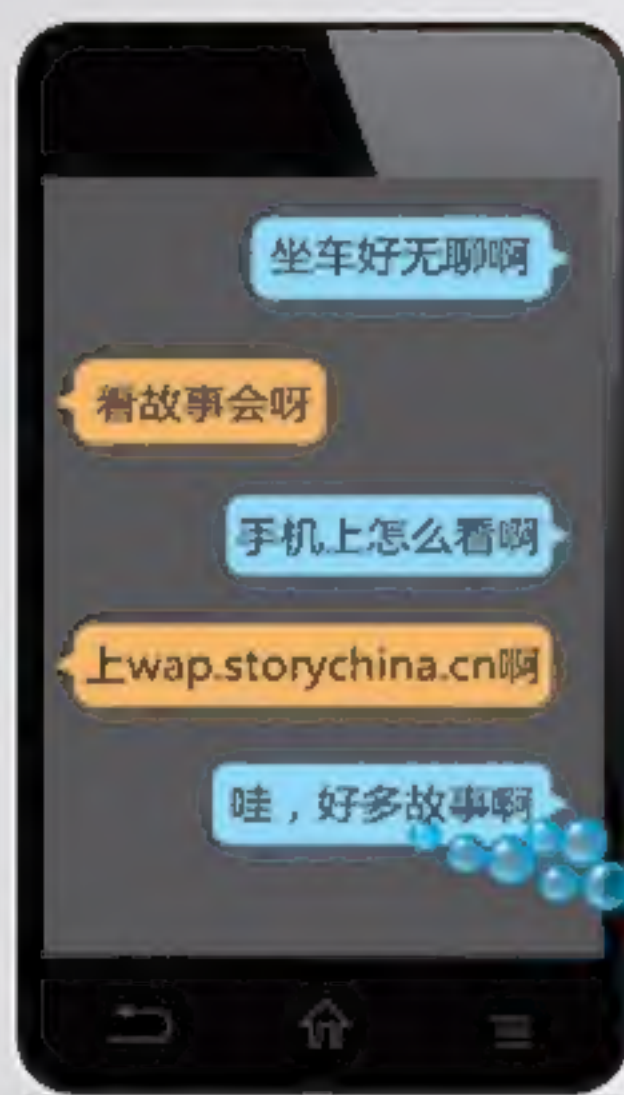 坐车好无聊啊
看故事会呀
手机上怎么看啊
上wap.storychina.cn啊
哇，好多故事啊